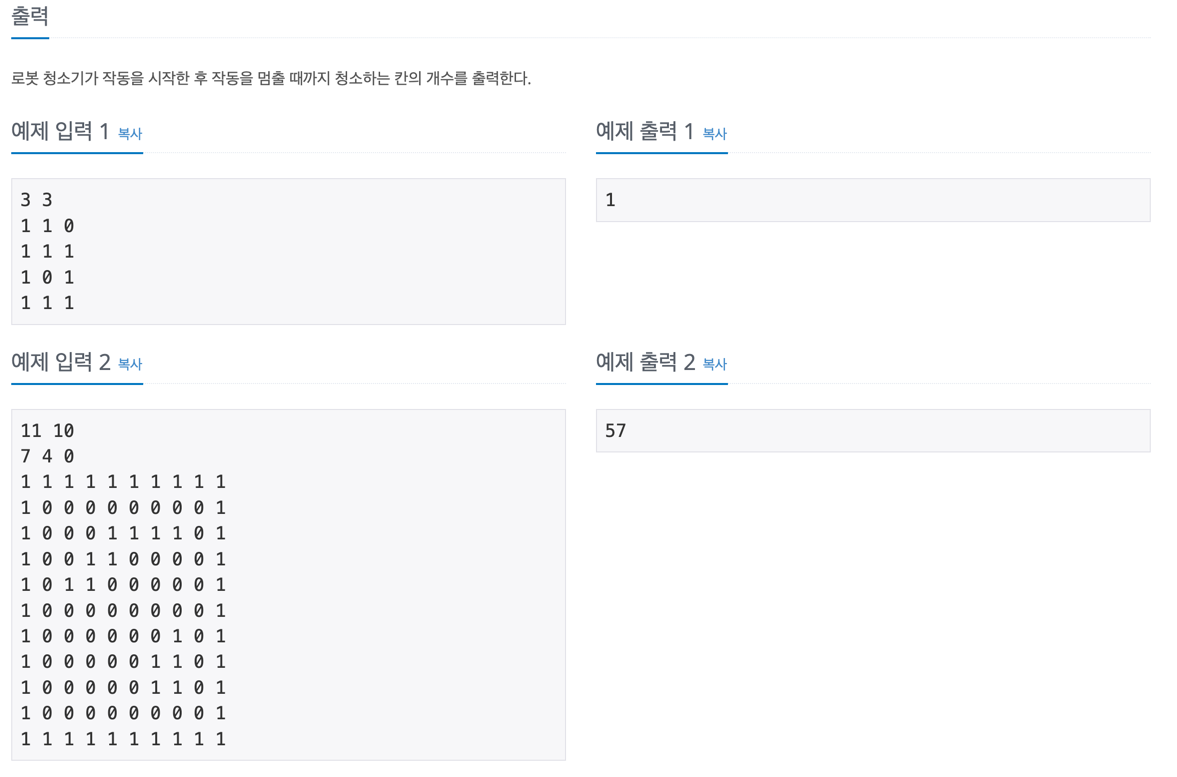 출력
로봇 청소기가 작동을 시작한 후 작동을 멈출 때까지 청소하는 칸의 개수를 출력한다.
예제 입력 1 복사
3 3
1 1 0
1 1 1
1 0 1
1 1 1
예제 출력 1 복사
1
예제 입력 2 복사
11 10
7 4 0
1 1 1 1 1 1 1 1 1 1
1 0 0 0 0 0 0 0 0 1
1 0 0 0 1 1 1 1 0 1
1 0 0 1 1 0 0 0 0 1
1 0 1 1 0 0 0 0 0 1
1 0 0 0 0 0 0 0 0 1
1 0 0 0 0 0 0 1 0 1
1 0 0 0 0 0 1 1 0 1
1 0 0 0 0 0 1 1 0 1
1 0 0 0 0 0 0 0 0 1
1 1 1 1 1 1 1 1 1 1
예제 출력 2 복사
57